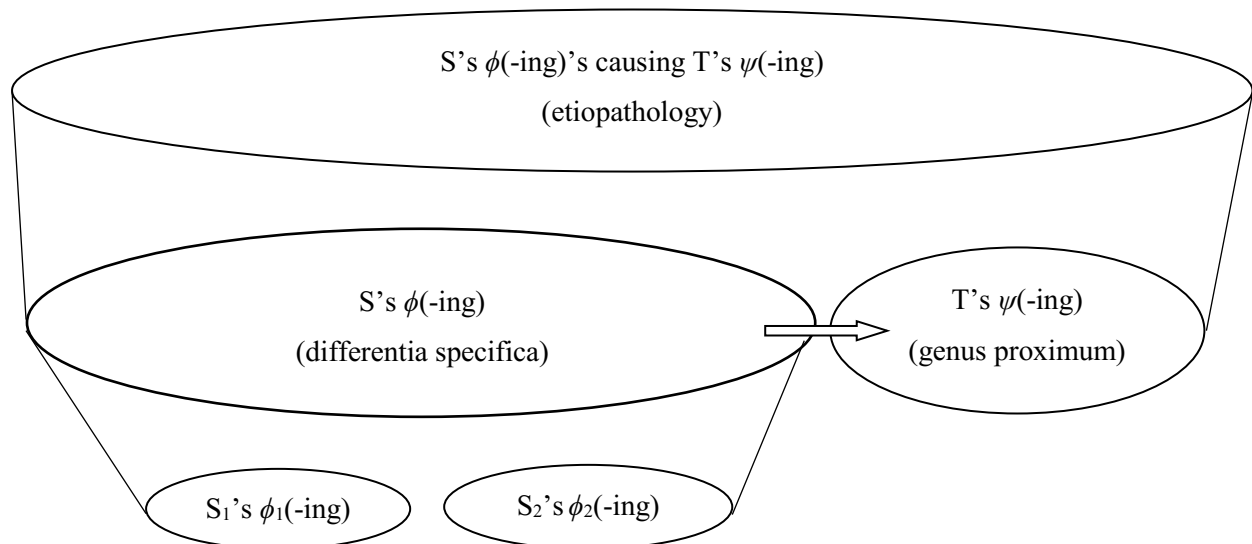 S’s ϕ(-ing)’s causing T’s ψ(-ing)
(etiopathology)
S’s ϕ(-ing)
(differentia specifica)
T’s ψ(-ing)
(genus proximum)
S₁’s ϕ₁(-ing)
S₂’s ϕ₂(-ing)